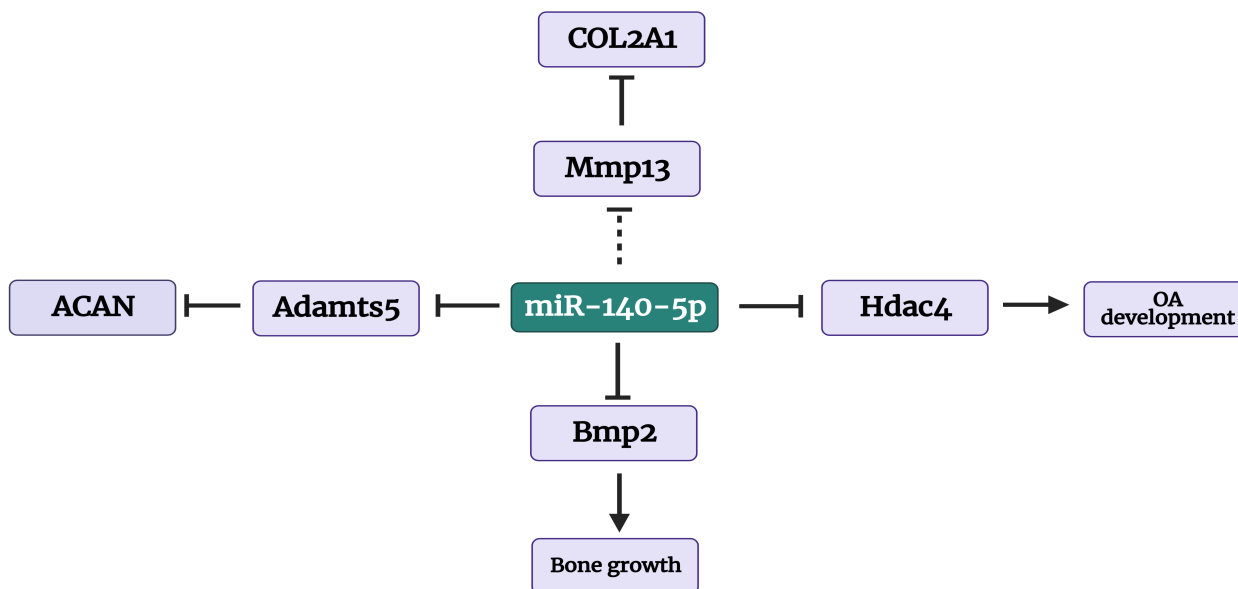 COL2A1
Mmp13
ACAN
Adamts5
miR-140-5p
Hdac4
OA
development
Bmp2
Bone growth